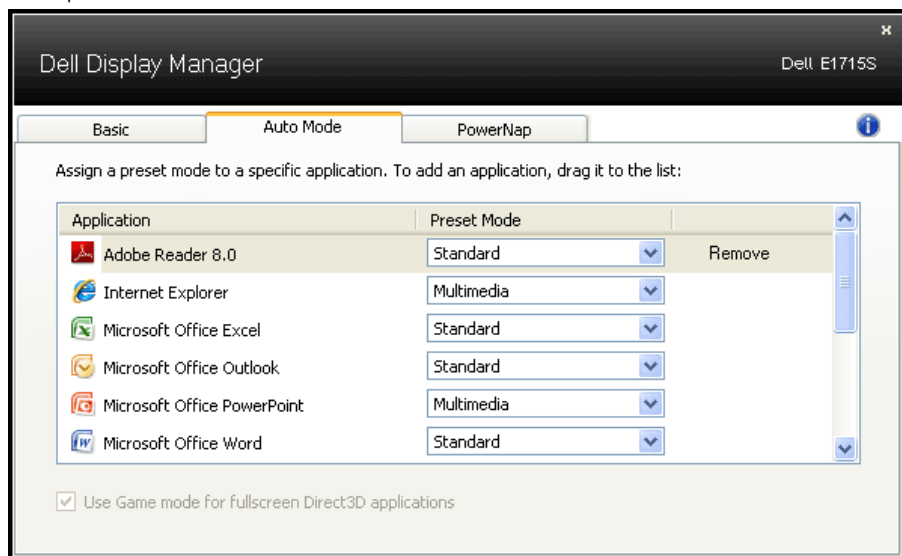 Dell Display Manager
Dell E1715S
Basic
Auto Mode
PowerNap
Assign a preset mode to a specific application. To add an application, drag it to the list:
Application Preset Mode
Adobe Reader 8.0 Standard Remove
Internet Explorer Multimedia
Microsoft Office Excel Standard
Microsoft Office Outlook Standard
Microsoft Office PowerPoint Multimedia
Microsoft Office Word Standard
Use Game mode for fullscreen Direct3D applications